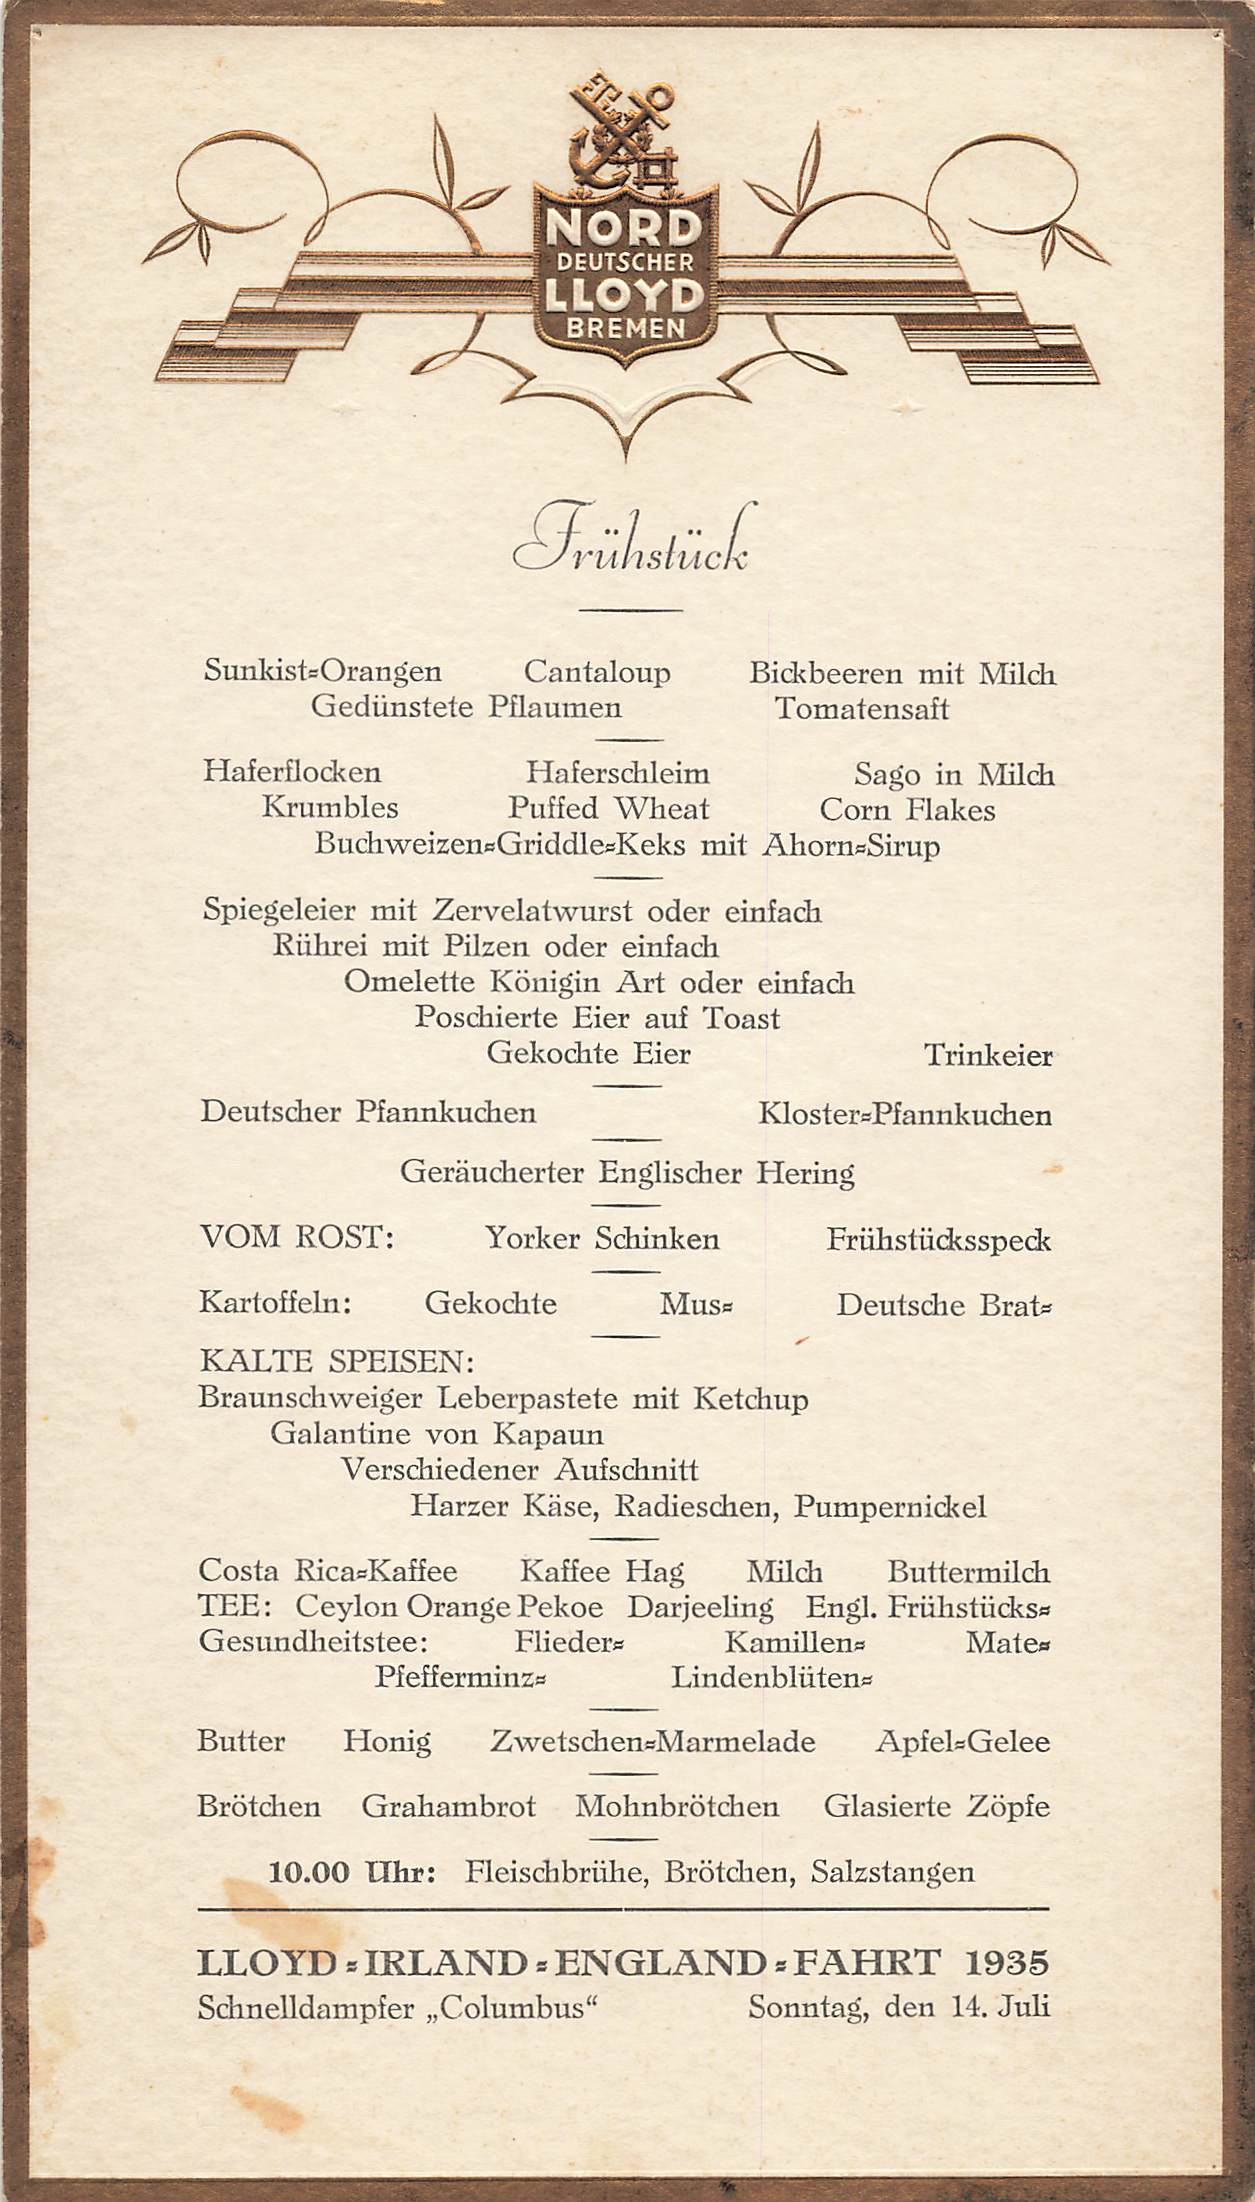 NORD
DEUTSCHER
LLOYD
BREMEN
Frühstück
Sunkist=Orangen Cantaloup Bickbeeren mit Milch
Gedünstete Pflaumen Tomatensaft
Haferflocken Haferschleim Sago in Milch
Krumbles Puffed Wheat Corn Flakes
Buchweizen=Griddle=Keks mit Ahorn=Sirup
Spiegeleier mit Zervelatwurst oder einfach
Rührei mit Pilzen oder einfach
Omelette Königin Art oder einfach
Poschierte Eier auf Toast
Gekochte Eier Trinkeier
Deutscher Pfannkuchen Kloster=Pfannkuchen
Geräucherter Englischer Hering
VOM ROST: Yorker Schinken Frühstücksspeck
Kartoffeln: Gekochte Mus= Deutsche Brat=
KALTE SPEISEN:
Braunschweiger Leberpastete mit Ketchup
Galantine von Kapaun
Verschiedener Aufschnitt
Harzer Käse, Radieschen, Pumpernickel
Costa Rica=Kaffee Kaffee Hag Milch Buttermilch
TEE: Ceylon Orange Pekoe Darjeeling Engl. Frühstücks=
Gesundheitstee: Flieder= Kamillen= Mate=
Pfefferminz= Lindenblüten=
Butter Honig Zwetschen=Marmelade Apfel=Gelee
Brötchen Grahambrot Mohnbrötchen Glasierte Zöpfe
10.00 Uhr: Fleischbrühe, Brötchen, Salzstangen
LLOYD=IRLAND=ENGLAND=FAHRT 1935
Schnelldampfer „Columbus“ Sonntag, den 14. Juli